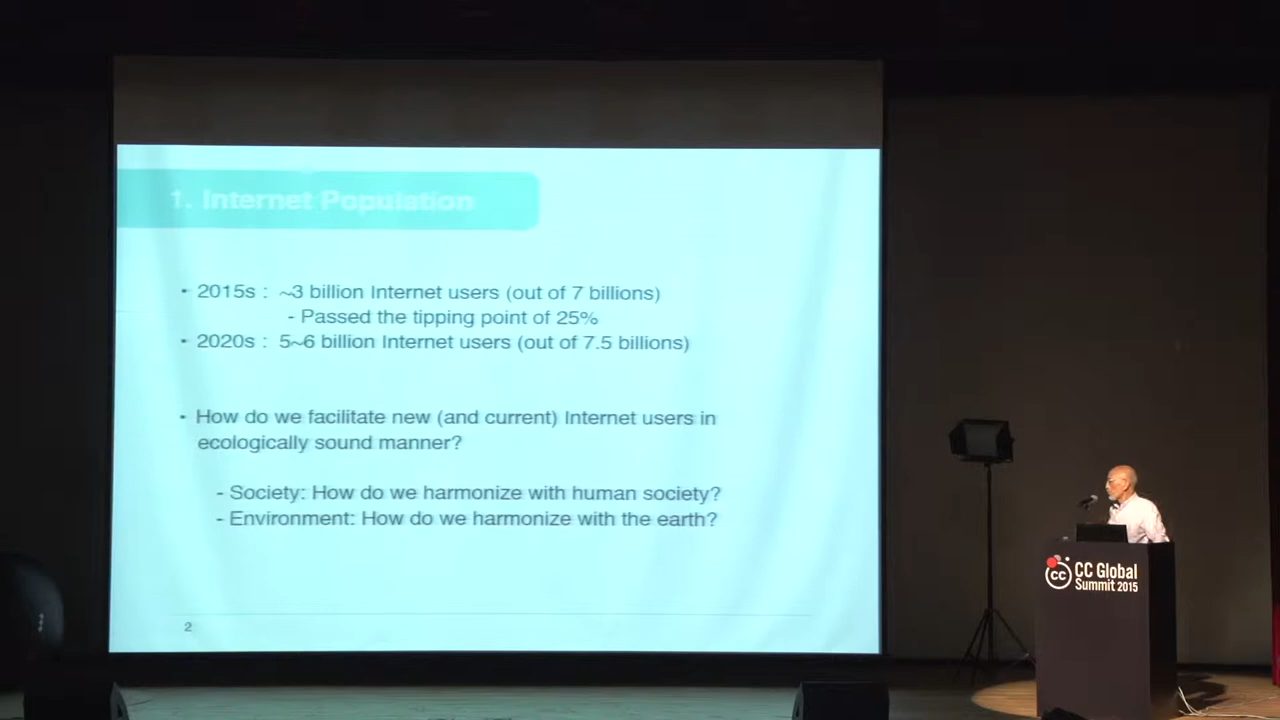 1. Internet Population
• 2015s : ~3 billion Internet users (out of 7 billions)
- Passed the tipping point of 25%
• 2020s : 5~6 billion Internet users (out of 7.5 billions)
• How do we facilitate new (and current) Internet users in
ecologically sound manner?
- Society: How do we harmonize with human society?
- Environment: How do we harmonize with the earth?
2
cc
CC Global
Summit 2015